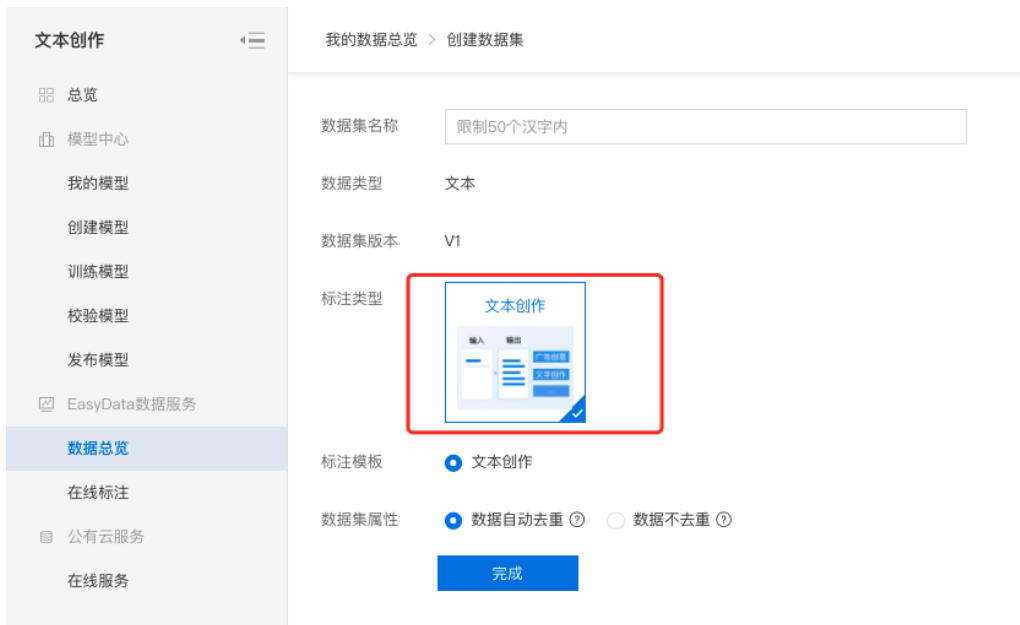 文本创作
总览
模型中心
我的模型
创建模型
训练模型
校验模型
发布模型
EasyData数据服务
数据总览
在线标注
公有云服务
在线服务
我的数据总览 > 创建数据集
数据集名称 限制50个汉字内
数据类型 文本
数据集版本 V1
标注类型
文本创作
输入 输出
广告创意
文学创作
...
标注模板 文本创作
数据集属性 数据自动去重 ? 数据不去重 ?
完成